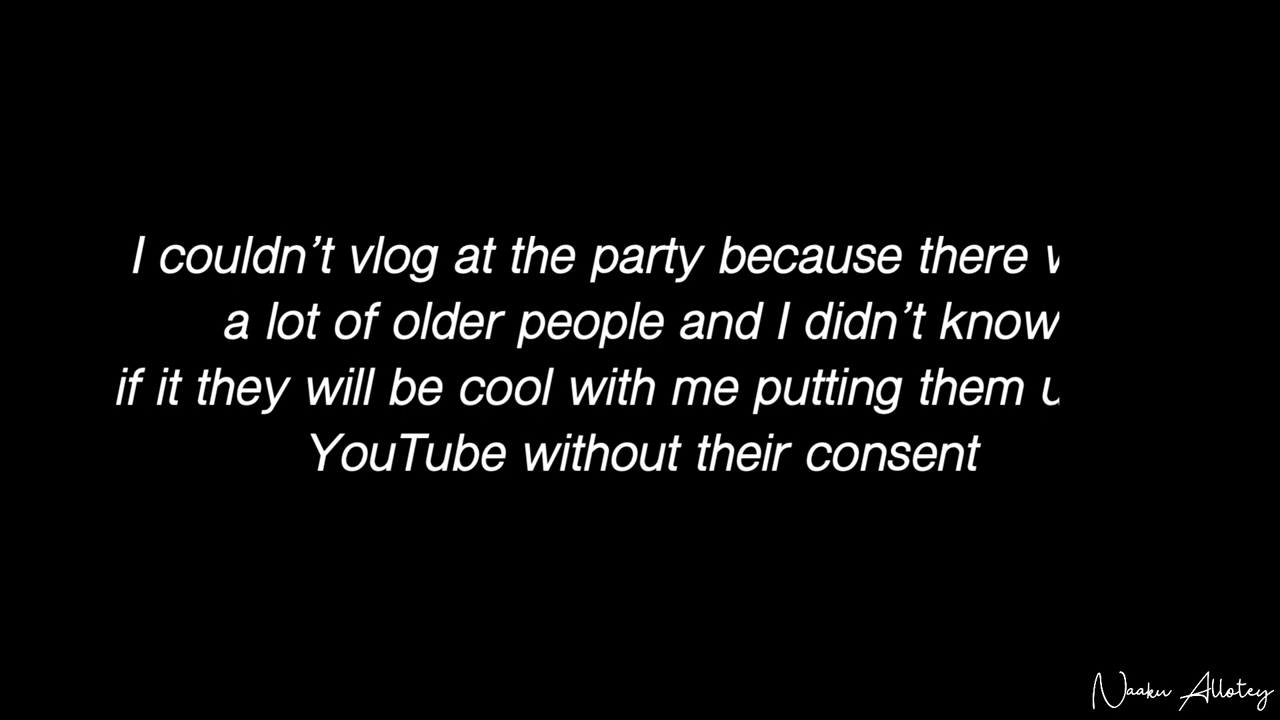 I couldn’t vlog at the party because there
a lot of older people and I didn’t know
if it they will be cool with me putting them
YouTube without their consent
Naaku Allotey